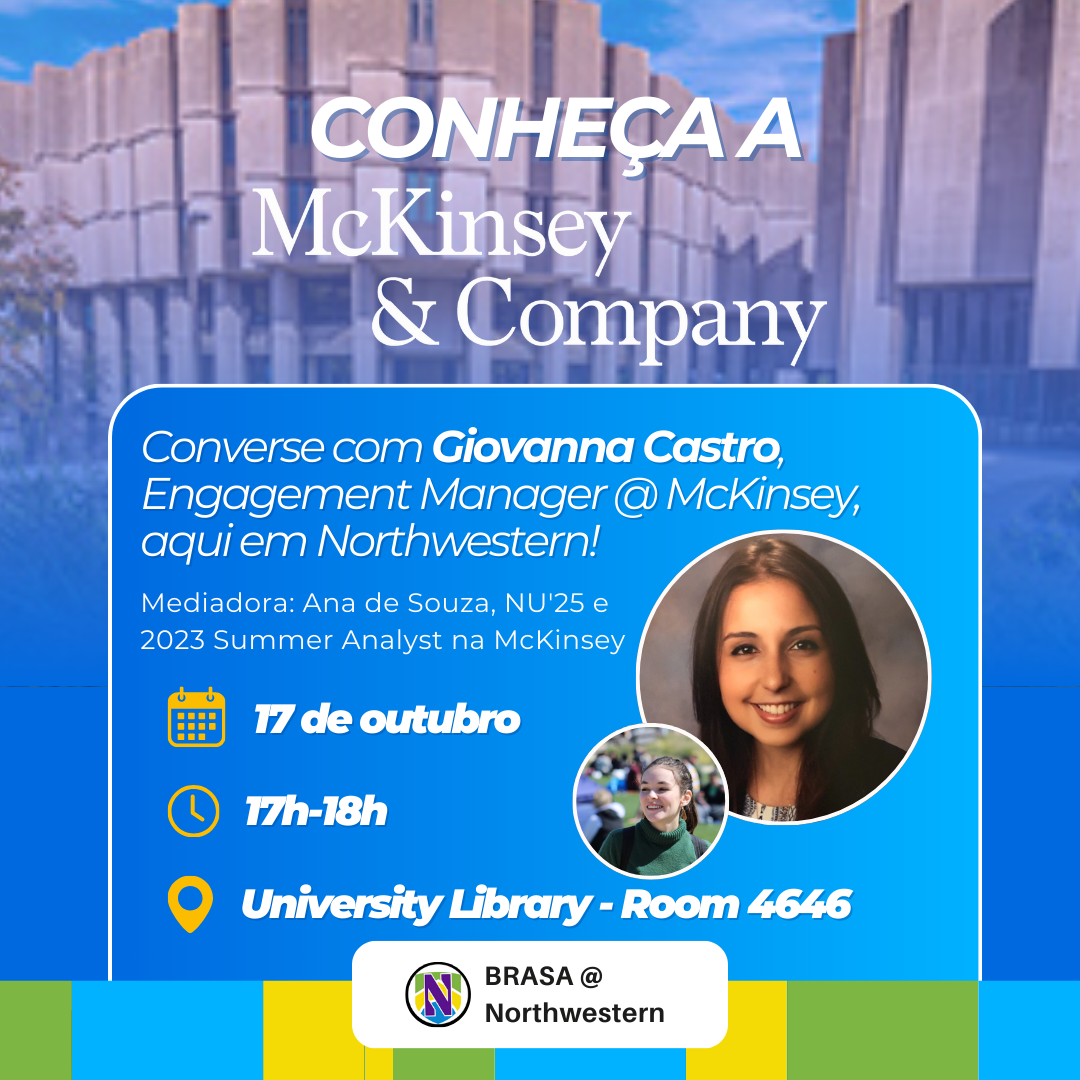 CONHEÇA A
McKinsey
& Company
Converse com Giovanna Castro,
Engagement Manager @ McKinsey,
aqui em Northwestern!
Mediadora: Ana de Souza, NU'25 e
2023 Summer Analyst na McKinsey
17 de outubro
17h-18h
University Library - Room 4646
N
BRASA @
Northwestern